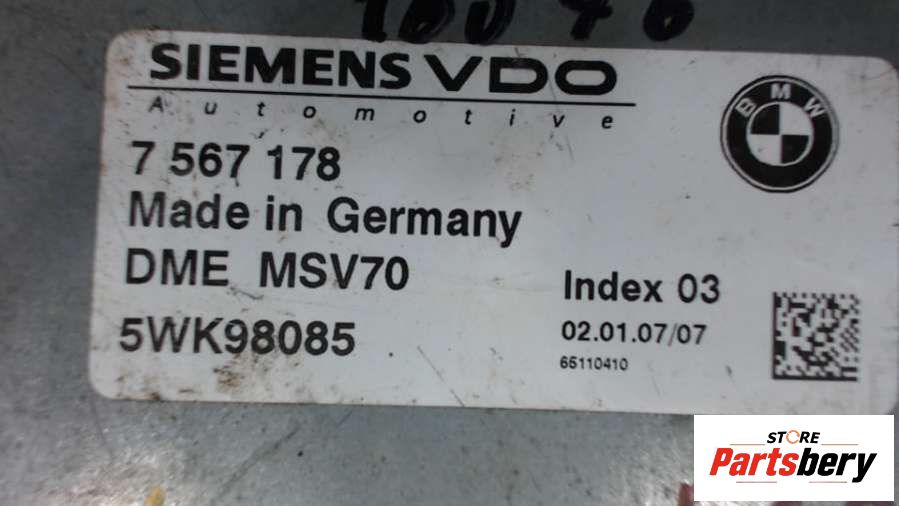 SIEMENS VDO
Automotive
BMW
7 567 178
Made in Germany
DME MSV70
Index 03
5WK98085
02.01.07/07
65110410
STORE
Partsbery